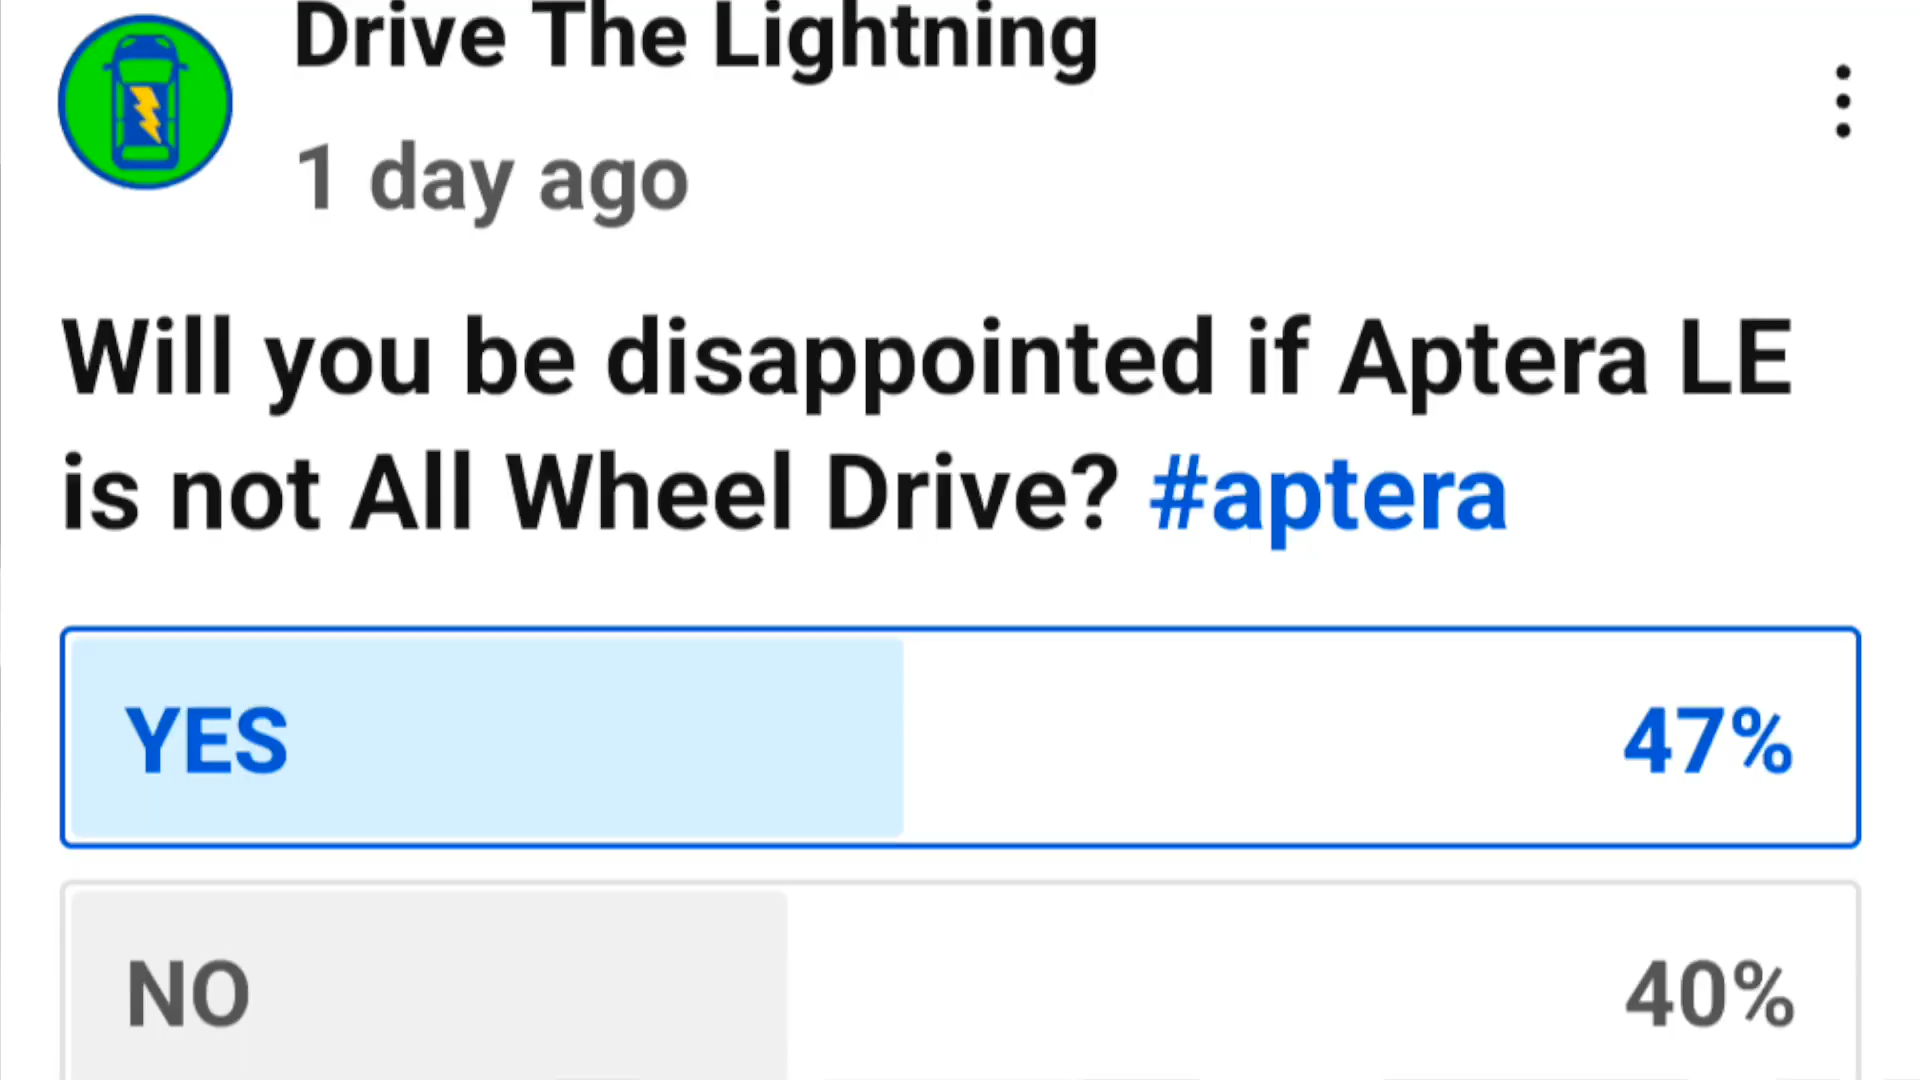 Drive The Lightning
1 day ago
Will you be disappointed if Aptera LE
is not All Wheel Drive? #aptera
YES 47%
NO 40%